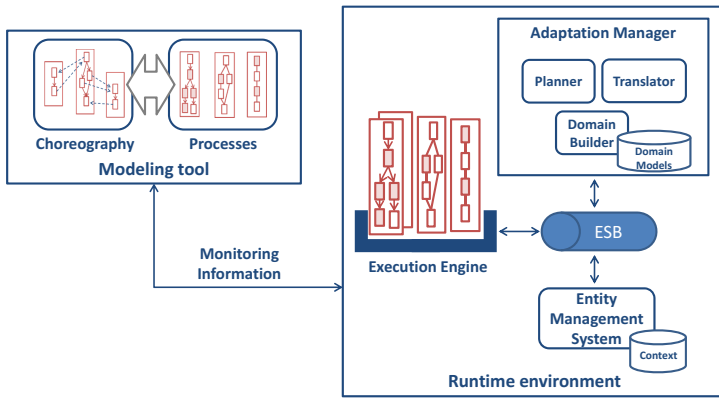 Choreography
Processes
Modeling tool
Monitoring
Information
Adaptation Manager
Planner
Translator
Domain
Builder
Domain
Models
Execution Engine
ESB
Entity
Management
System
Context
Runtime environment